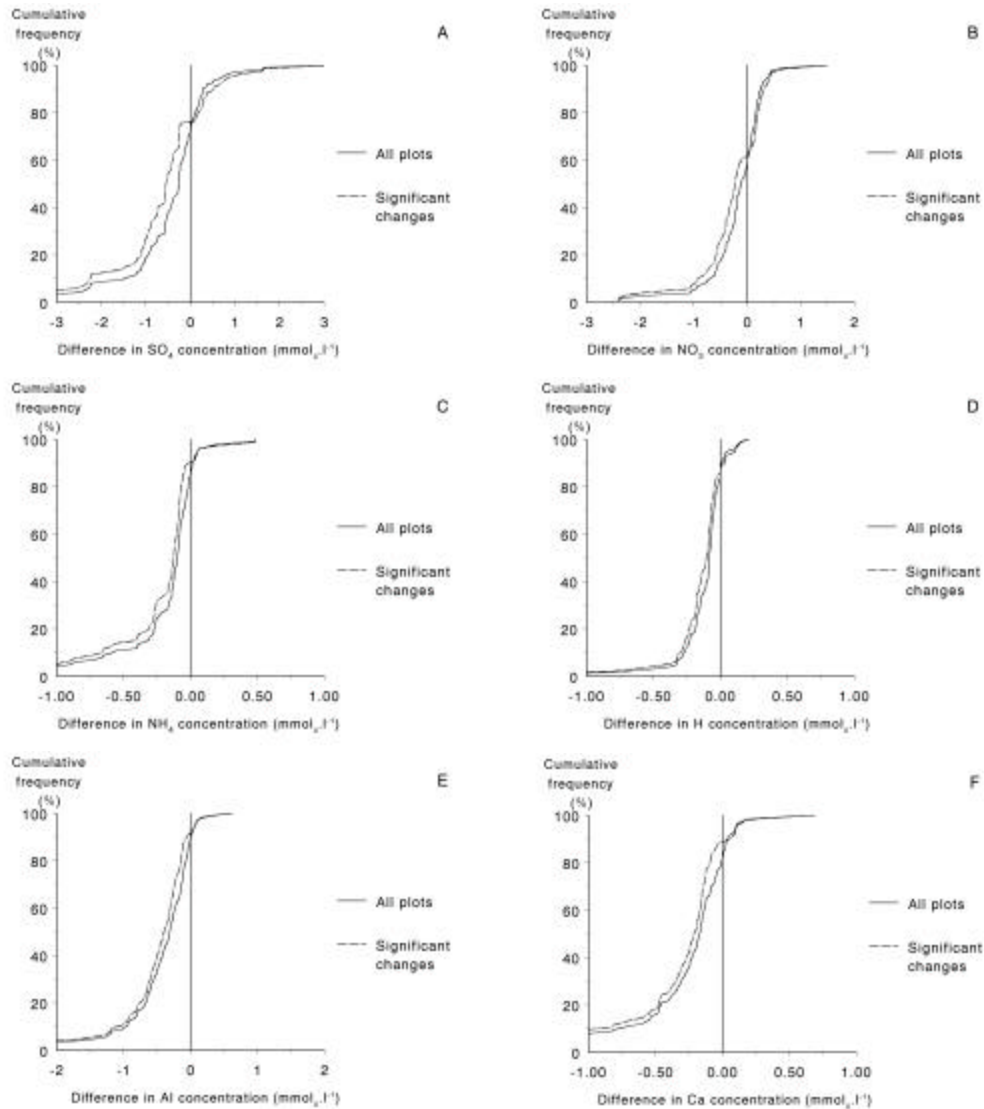 Cumulative
frequency
(%)
A
100
80
60
40
20
0
-3 -2 -1 0 1 2 3
Difference in SO₄ concentration (mmol꜀.l⁻¹)
All plots
Significant
changes
Cumulative
frequency
(%)
B
100
80
60
40
20
0
-3 -2 -1 0 1 2
Difference in NO₃ concentration (mmol꜀.l⁻¹)
All plots
Significant
changes
Cumulative
frequency
(%)
C
100
80
60
40
20
0
-1.00 -0.50 0.00 0.50 1.00
Difference in NH₄ concentration (mmol꜀.l⁻¹)
All plots
Significant
changes
Cumulative
frequency
(%)
D
100
80
60
40
20
0
-1.00 -0.50 0.00 0.50 1.00
Difference in H concentration (mmol꜀.l⁻¹)
All plots
Significant
changes
Cumulative
frequency
(%)
E
100
80
60
40
20
0
-2 -1 0 1 2
Difference in Al concentration (mmol꜀.l⁻¹)
All plots
Significant
changes
Cumulative
frequency
(%)
F
100
80
60
40
20
0
-1.00 -0.50 0.00 0.50 1.00
Difference in Ca concentration (mmol꜀.l⁻¹)
All plots
Significant
changes